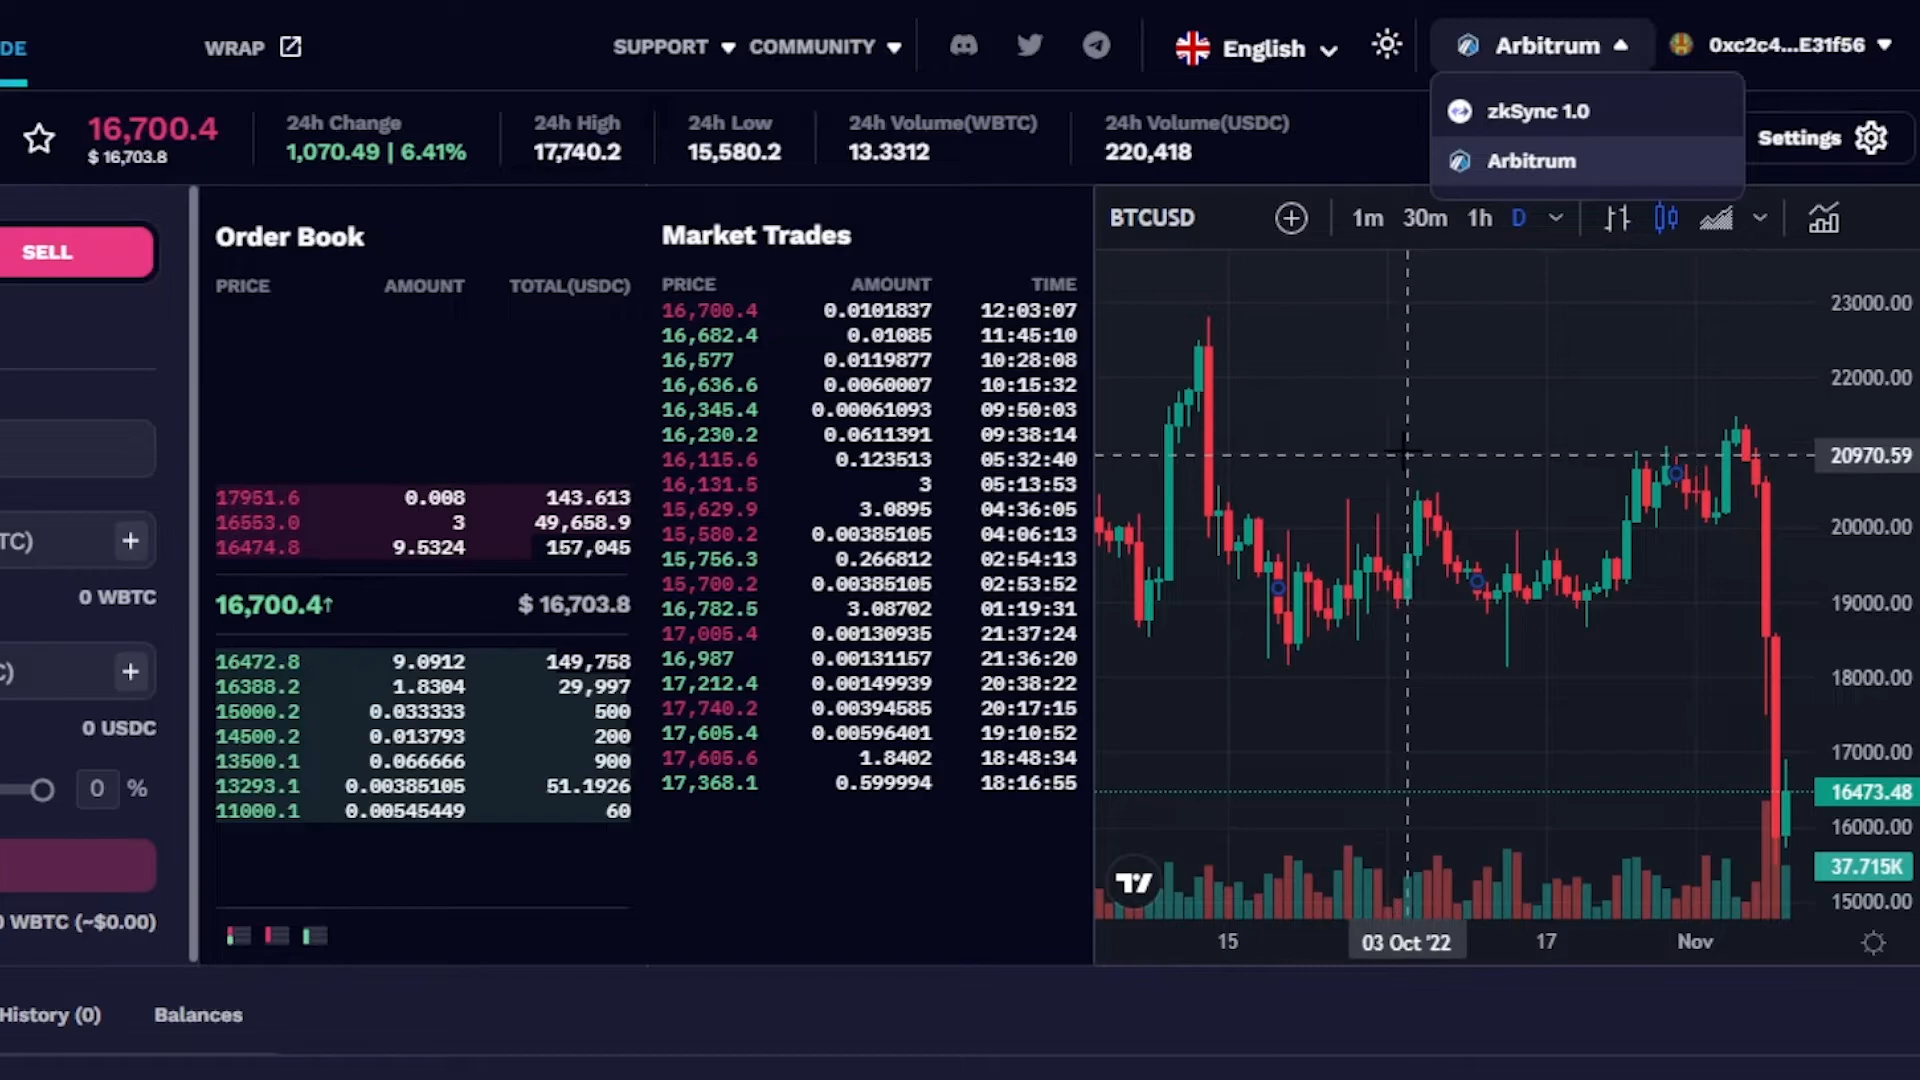 DE
WRAP
SUPPORT
COMMUNITY
English
Arbitrum
0xc2c4...E31f56
zkSync 1.0
Arbitrum
16,700.4
$ 16,703.8
24h Change
1,070.49 | 6.41%
24h High
17,740.2
24h Low
15,580.2
24h Volume(WBTC)
13.3312
24h Volume(USDC)
220,418
Settings
SELL
TC)
+
0 WBTC
C)
+
0 USDC
0 %
0 WBTC (~$0.00)
Order Book
PRICE AMOUNT TOTAL(USDC)
17951.6 0.008 143.613
16553.0 3 49,658.9
16474.8 9.5324 157,045
16,700.4↑ $ 16,703.8
16472.8 9.0912 149,758
16388.2 1.8304 29,997
15000.2 0.033333 500
14500.2 0.013793 200
13500.1 0.066666 900
13293.1 0.00385105 51.1926
11000.1 0.00545449 60
Market Trades
PRICE AMOUNT TIME
16,700.4 0.0101837 12:03:07
16,682.4 0.01085 11:45:10
16,577 0.0119877 10:28:08
16,636.6 0.0060007 10:15:32
16,345.4 0.00061093 09:50:03
16,230.2 0.0611391 09:38:14
16,115.6 0.123513 05:32:40
16,131.5 3 05:13:53
15,629.9 3.0895 04:36:05
15,580.2 0.00385105 04:06:13
15,756.3 0.266812 02:54:13
15,700.2 0.00385105 02:53:52
16,782.5 3.08702 01:19:31
17,005.4 0.00130935 21:37:24
16,987 0.00131157 21:36:20
17,212.4 0.00149939 20:38:22
17,740.2 0.00394585 20:17:15
17,605.4 0.00596401 19:10:52
17,605.6 1.8402 18:48:34
17,368.1 0.599994 18:16:55
BTCUSD
1m 30m 1h D
23000.00
22000.00
20970.59
20000.00
19000.00
18000.00
17000.00
16473.48
16000.00
37.715K
15000.00
15 03 Oct '22 17 Nov
History (0)
Balances